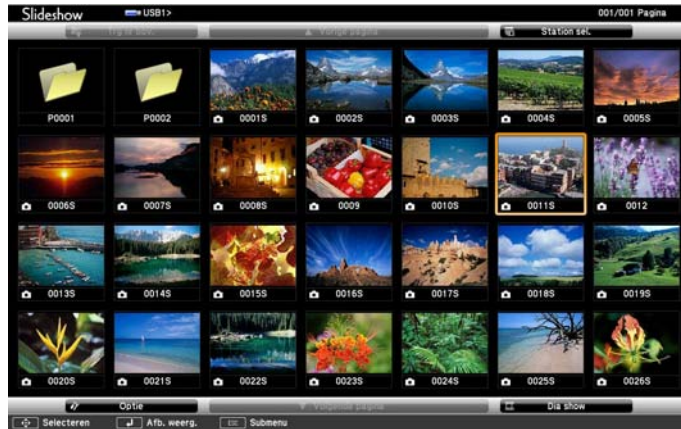 Slideshow USB1> 001/001 Pagina
Vorige pagina Station sel.
P0001 P0002 0001S 0002S 0003S 0004S 0005S
0006S 0007S 0008S 0009 0010S 0011S 0012
0013S 0014S 0015S 0016S 0017S 0018S 0019S
0020S 0021S 0022S 0023S 0024S 0025S 0026S
Optie Volgende pagina Dia show
Selecteren Afb. weerg. ESC Submenu